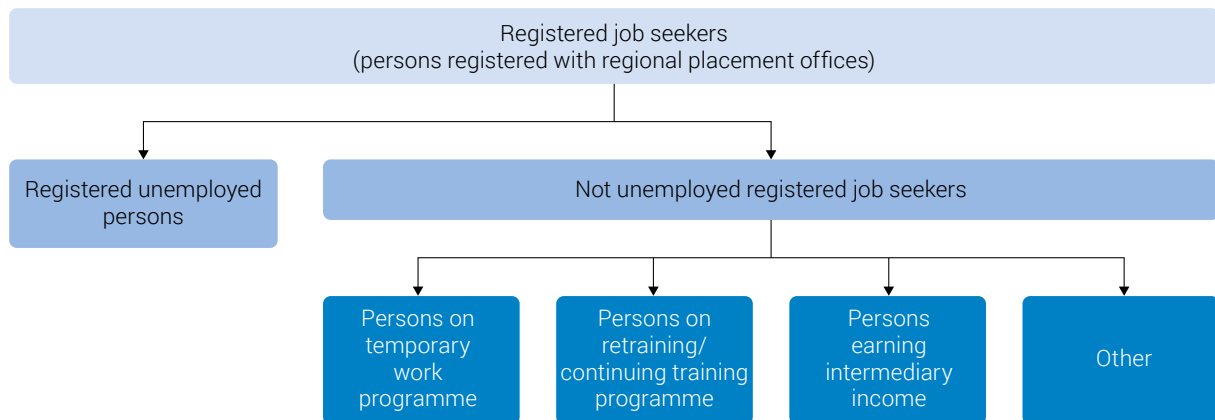 Registered job seekers
(persons registered with regional placement offices)
Registered unemployed
persons
Not unemployed registered job seekers
Persons on
temporary
work
programme
Persons on
retraining/
continuing training
programme
Persons
earning
intermediary
income
Other